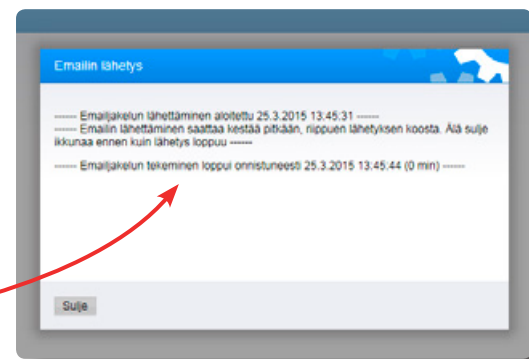 Emailin lähetys
------ Emailjakelun lähettäminen aloitettu 25.3.2015 13:45:31 ------
------ Emailin lähettäminen saattaa kestää pitkään, riippuen lähetyksen koosta. Älä sulje
ikkunaa ennen kuin lähetys loppuu ------
------ Emailjakelun tekeminen loppui onnistuneesti 25.3.2015 13:45:44 (0 min) ------
Sulje